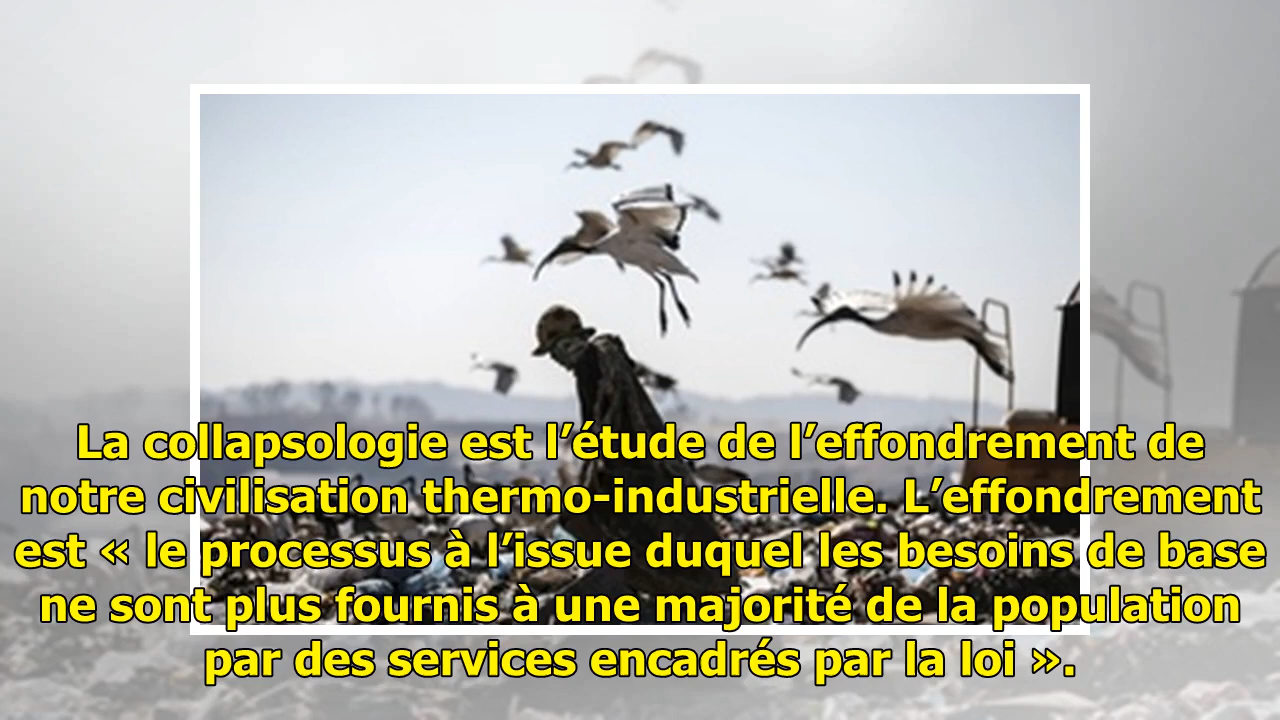 La collapsologie est l’étude de l’effondrement de
notre civilisation thermo-industrielle. L’effondrement
est « le processus à l’issue duquel les besoins de base
ne sont plus fournis à une majorité de la population
par des services encadrés par la loi ».